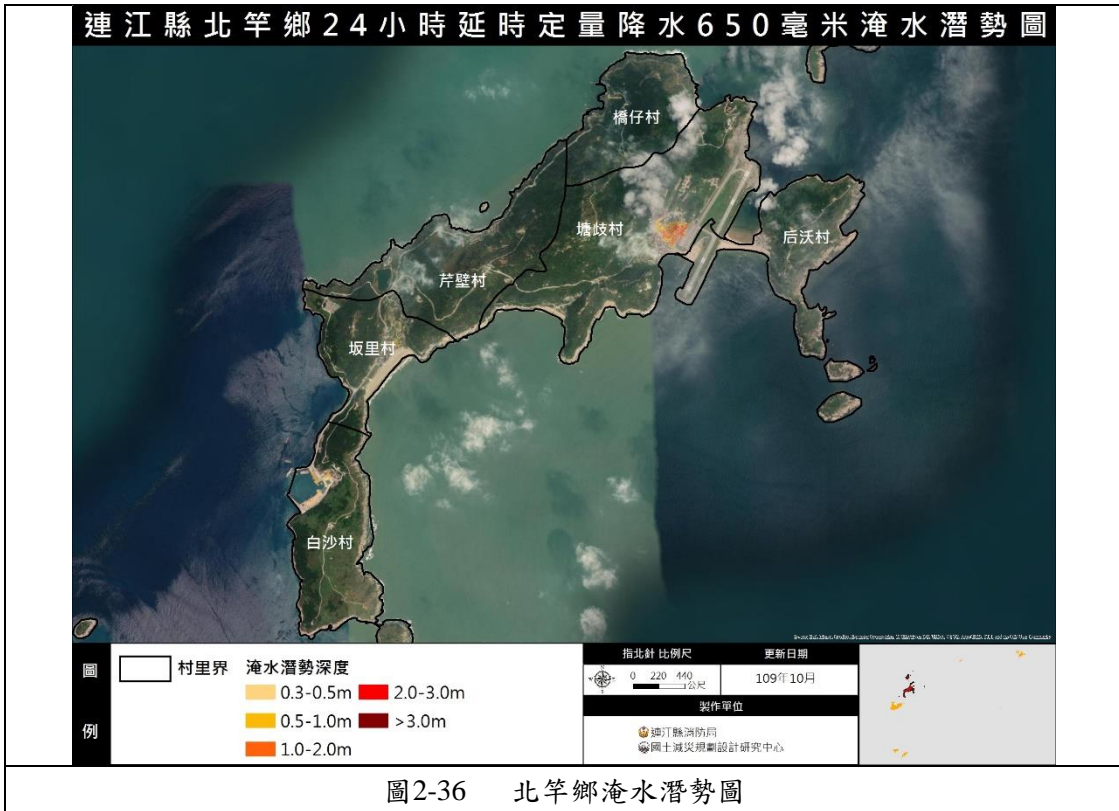 連江縣北竿鄉24小時延時定量降水650毫米淹水潛勢圖
橋仔村
塘歧村
后沃村
芹壁村
坂里村
白沙村
圖例
村里界
淹水潛勢深度
0.3-0.5m
0.5-1.0m
1.0-2.0m
2.0-3.0m
>3.0m
指北針 比例尺
0 220 440
公尺
更新日期
109年10月
製作單位
連江縣消防局
國土減災規劃設計研究中心
圖2-36 北竿鄉淹水潛勢圖